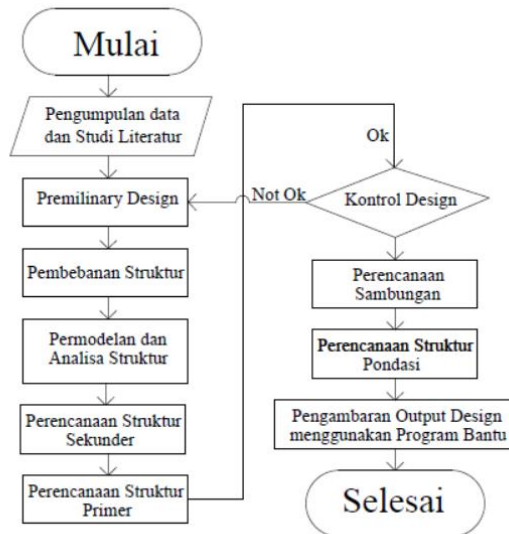 Mulai
Pengumpulan data
dan Studi Literatur
Premilinary Design
Pembebanan Struktur
Permodelan dan
Analisa Struktur
Perencanaan Struktur
Sekunder
Perencanaan Struktur
Primer
Ok
Not Ok
Kontrol Design
Perencanaan
Sambungan
Perencanaan Struktur
Pondasi
Pengambaran Output Design
menggunakan Program Bantu
Selesai